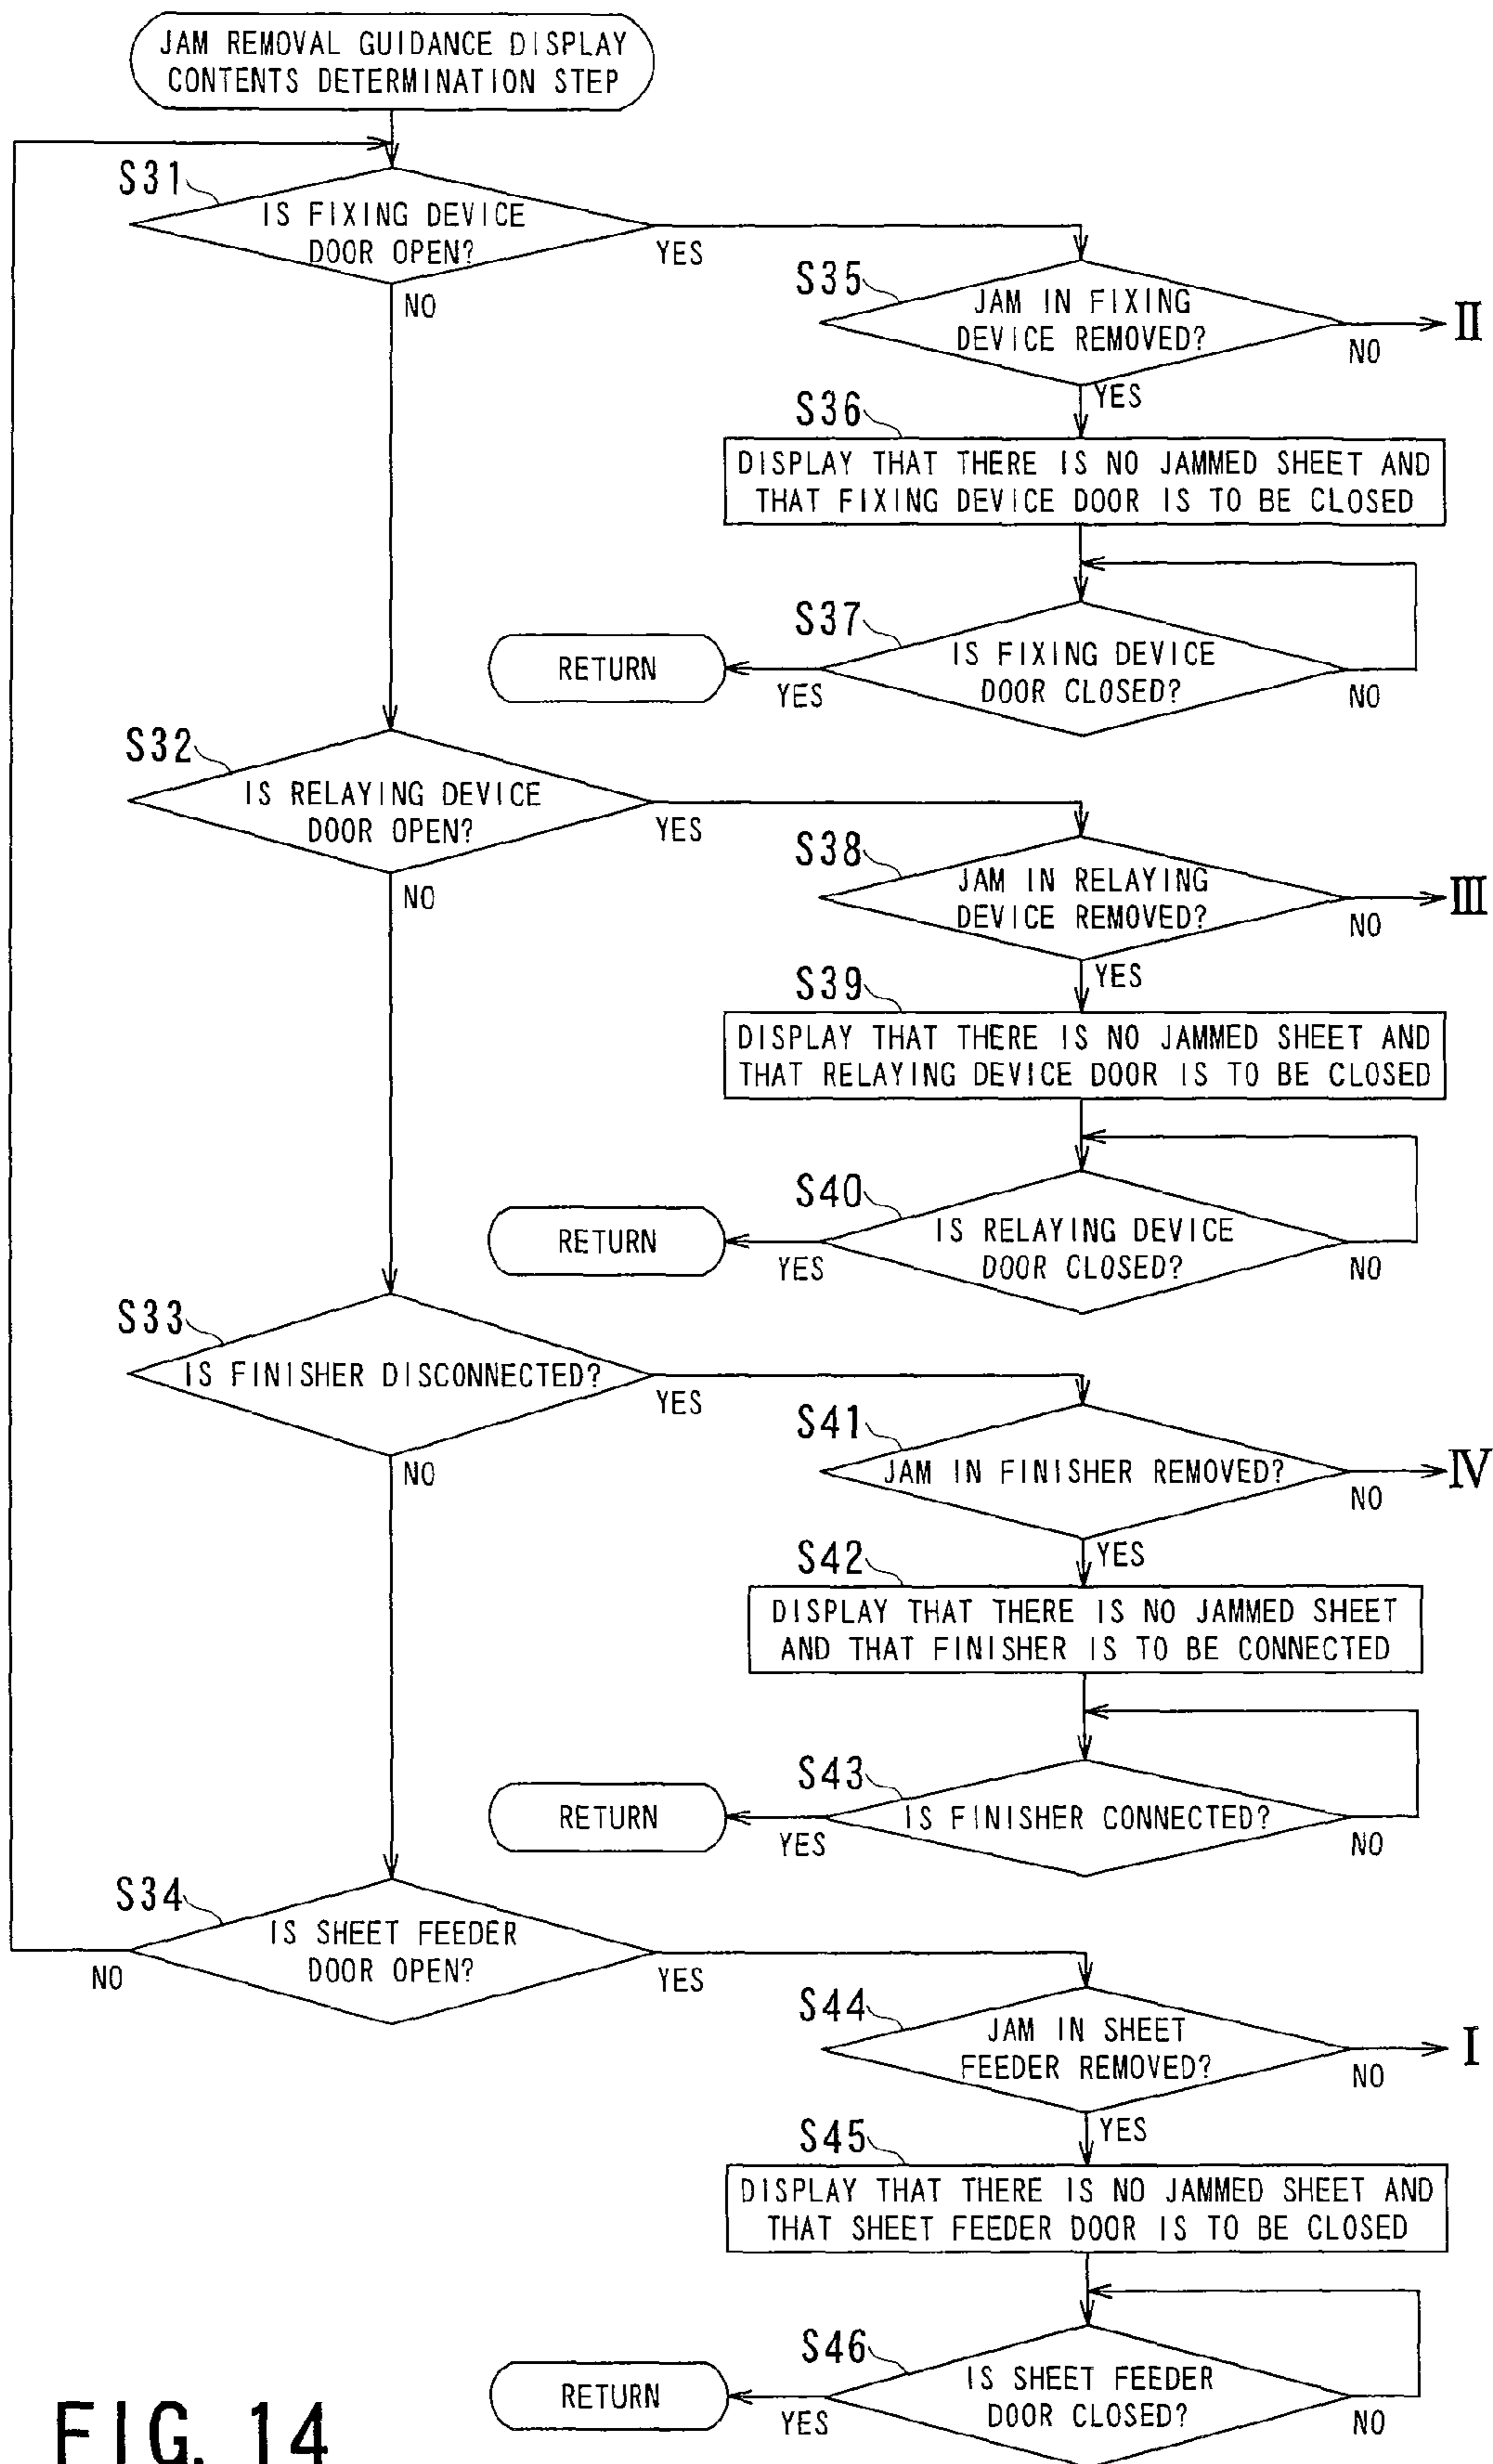 JAM REMOVAL GUIDANCE DISPLAY
CONTENTS DETERMINATION STEP
S31
IS FIXING DEVICE
DOOR OPEN?
YES
NO
S35
JAM IN FIXING
DEVICE REMOVED?
NO
II
YES
S36
DISPLAY THAT THERE IS NO JAMMED SHEET AND
THAT FIXING DEVICE DOOR IS TO BE CLOSED
S37
IS FIXING DEVICE
DOOR CLOSED?
NO
YES
RETURN
S32
IS RELAYING DEVICE
DOOR OPEN?
YES
NO
S38
JAM IN RELAYING
DEVICE REMOVED?
NO
III
YES
S39
DISPLAY THAT THERE IS NO JAMMED SHEET AND
THAT RELAYING DEVICE DOOR IS TO BE CLOSED
S40
IS RELAYING DEVICE
DOOR CLOSED?
NO
YES
RETURN
S33
IS FINISHER DISCONNECTED?
YES
NO
S41
JAM IN FINISHER REMOVED?
NO
IV
YES
S42
DISPLAY THAT THERE IS NO JAMMED SHEET
AND THAT FINISHER IS TO BE CONNECTED
S43
IS FINISHER CONNECTED?
NO
YES
RETURN
S34
IS SHEET FEEDER
DOOR OPEN?
NO
YES
S44
JAM IN SHEET
FEEDER REMOVED?
NO
I
YES
S45
DISPLAY THAT THERE IS NO JAMMED SHEET AND
THAT SHEET FEEDER DOOR IS TO BE CLOSED
S46
IS SHEET FEEDER
DOOR CLOSED?
NO
YES
RETURN
FIG. 14